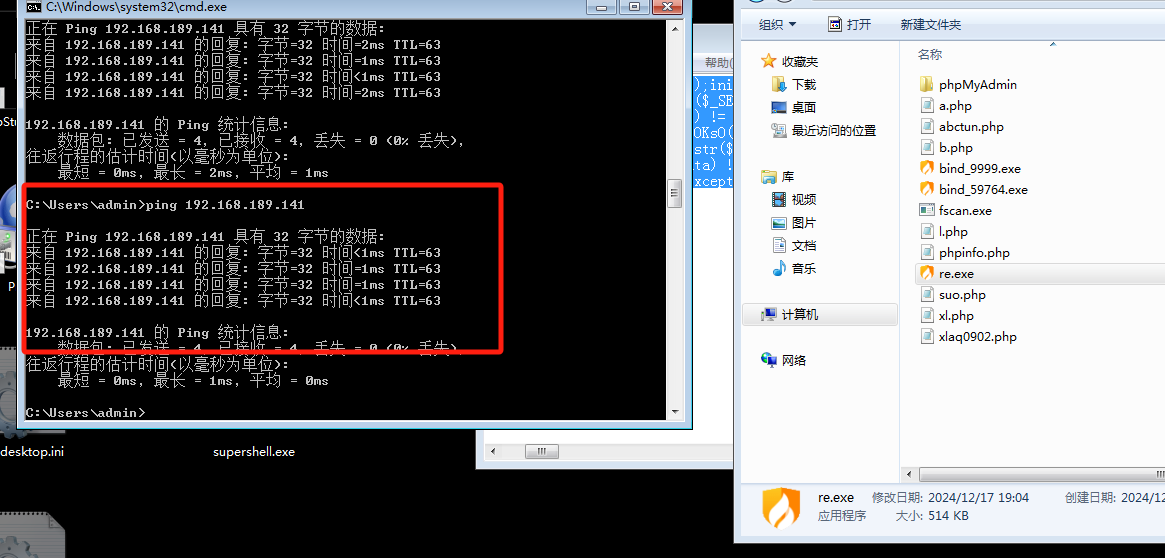 C:\Windows\system32\cmd.exe
正在 Ping 192.168.189.141 具有 32 字节的数据:
来自 192.168.189.141 的回复: 字节=32 时间=2ms TTL=63
来自 192.168.189.141 的回复: 字节=32 时间=1ms TTL=63
来自 192.168.189.141 的回复: 字节=32 时间<1ms TTL=63
来自 192.168.189.141 的回复: 字节=32 时间=2ms TTL=63
192.168.189.141 的 Ping 统计信息:
数据包: 已发送 = 4, 已接收 = 4, 丢失 = 0 (0% 丢失),
往返行程的估计时间(以毫秒为单位):
最短 = 0ms, 最长 = 2ms, 平均 = 1ms
C:\Users\admin>ping 192.168.189.141
正在 Ping 192.168.189.141 具有 32 字节的数据:
来自 192.168.189.141 的回复: 字节=32 时间<1ms TTL=63
来自 192.168.189.141 的回复: 字节=32 时间=1ms TTL=63
来自 192.168.189.141 的回复: 字节=32 时间=1ms TTL=63
来自 192.168.189.141 的回复: 字节=32 时间<1ms TTL=63
192.168.189.141 的 Ping 统计信息:
数据包: 已发送 = 4, 已接收 = 4, 丢失 = 0 (0% 丢失),
往返行程的估计时间(以毫秒为单位):
最短 = 0ms, 最长 = 1ms, 平均 = 0ms
C:\Users\admin>
desktop.ini
supershell.exe
帮助(
);ini
($_SE
) !=
OKsO(
str($
ta) !
xcept
组织
打开
新建文件夹
收藏夹
下载
桌面
最近访问的位置
库
视频
图片
文档
音乐
计算机
网络
名称
phpMyAdmin
a.php
abctun.php
b.php
bind_9999.exe
bind_59764.exe
fscan.exe
l.php
phpinfo.php
re.exe
suo.php
xl.php
xlaq0902.php
re.exe 修改日期: 2024/12/17 19:04 创建日期: 2024/12
应用程序 大小: 514 KB